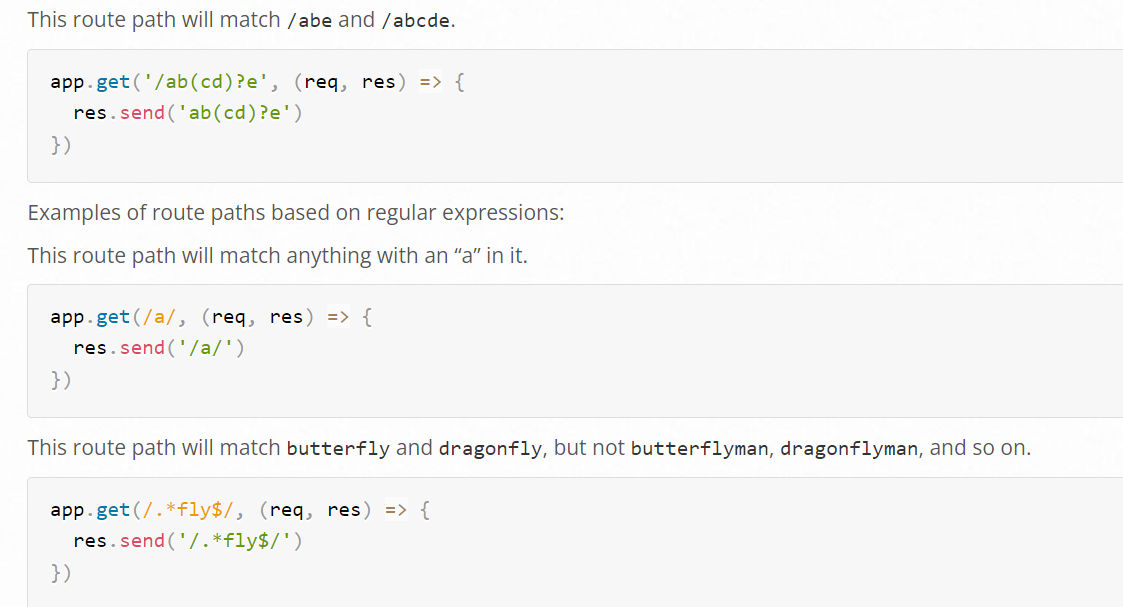 This route path will match /abe and /abcde.
app.get('/ab(cd)?e', (req, res) => {
  res.send('ab(cd)?e')
})
Examples of route paths based on regular expressions:
This route path will match anything with an “a” in it.
app.get(/a/, (req, res) => {
  res.send('/a/')
})
This route path will match butterfly and dragonfly, but not butterflyman, dragonflyman, and so on.
app.get(/.*fly$/, (req, res) => {
  res.send('/.*fly$/')
})